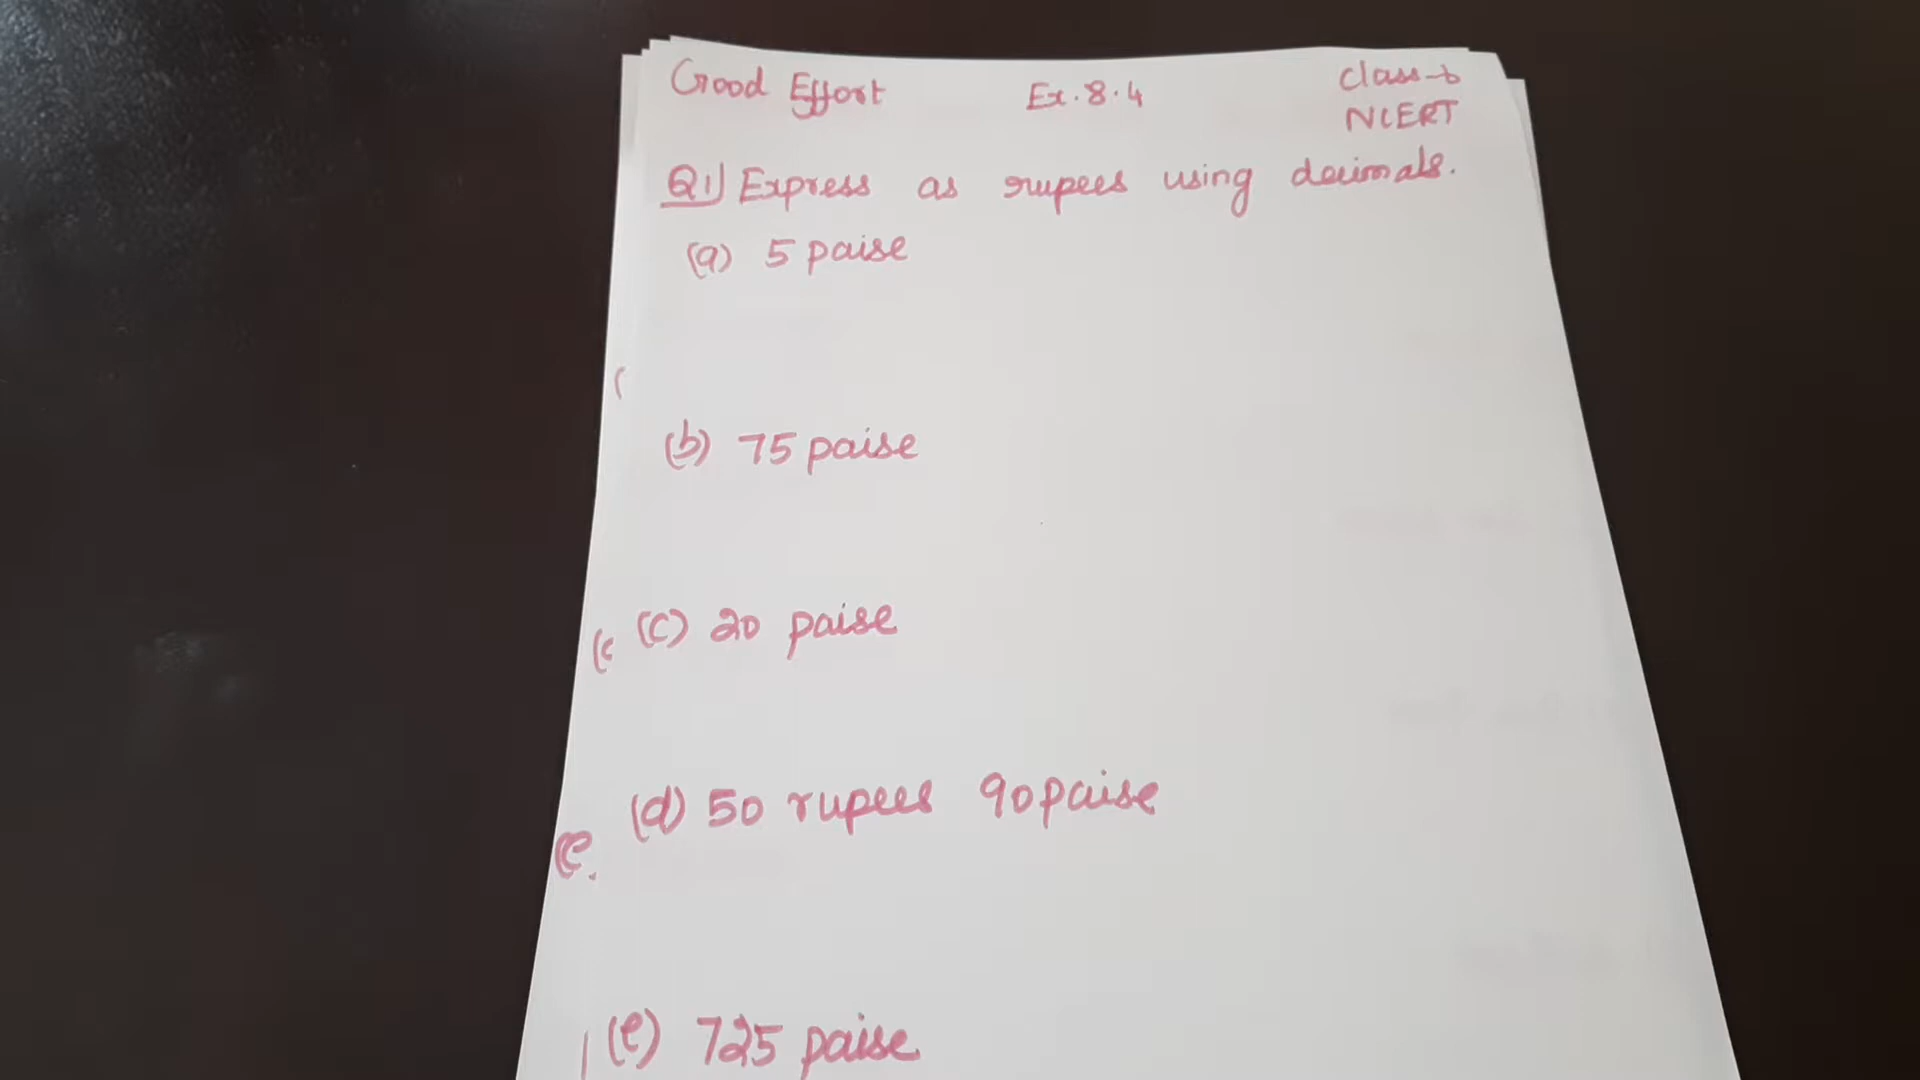 Good Effort Ex. 8.4 class-6
NCERT
Q1) Express as rupees using decimals.
(a) 5 paise
(
(b) 75 paise
(c) 20 paise
(c
(d) 50 rupees 90 paise
(e.
(e) 725 paise